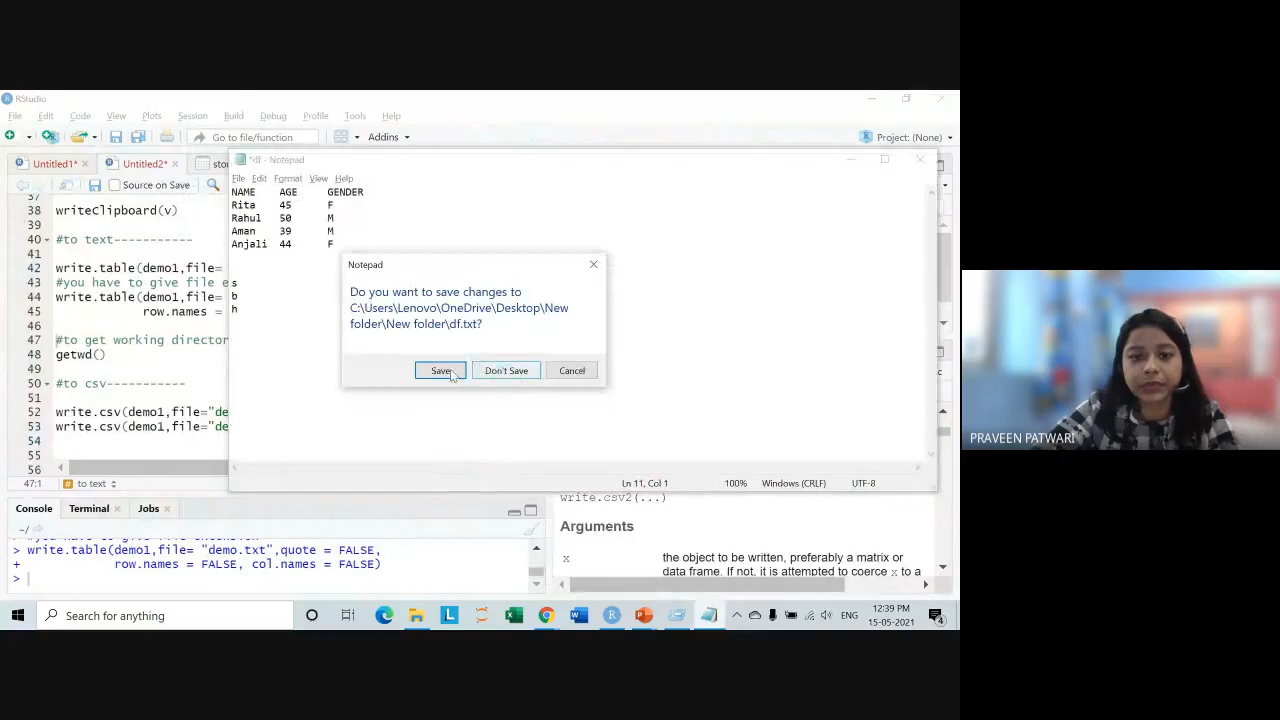 RStudio
File Edit Code View Plots Session Build Debug Profile Tools Help
Go to file/function Addins Project: (None)
Untitled1* Untitled2* sto
Source on Save
37
38 writeClipboard(v)
39
40 #to text-----------
41
42 write.table(demo1,file=
43 #you have to give file e
44 write.table(demo1,file=
45 row.names =
46
47 #to get working director
48 getwd()
49
50 #to csv-----------
51
52 write.csv(demo1,file="de
53 write.csv(demo1,file="de
54
55
56
47:1 # to text
*df - Notepad
File Edit Format View Help
NAME AGE GENDER
Rita 45 F
Rahul 50 M
Aman 39 M
Anjali 44 F
s
b
h
Ln 11, Col 1 100% Windows (CRLF) UTF-8
Notepad
Do you want to save changes to
C:\Users\Lenovo\OneDrive\Desktop\New
folder\New folder\df.txt?
Save Don't Save Cancel
Console Terminal Jobs
~/
> write.table(demo1,file= "demo.txt",quote = FALSE,
+ row.names = FALSE, col.names = FALSE)
>
write.csv2(...)
Arguments
x the object to be written, preferably a matrix or
data frame. If not, it is attempted to coerce x to a
Search for anything
ENG
12:39 PM
15-05-2021
4
PRAVEEN PATWARI